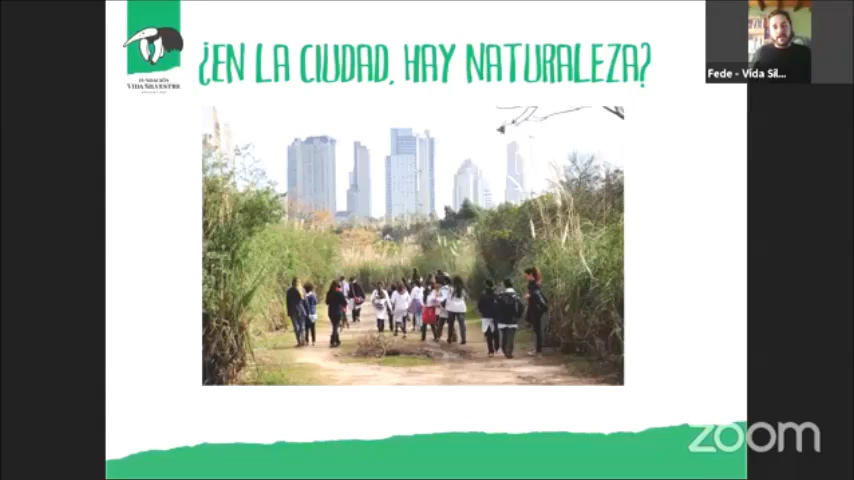 ¿EN LA CIUDAD, HAY NATURALEZA?
FUNDACIÓN
VIDA SILVESTRE
Fede - Vida Sil...
zoom